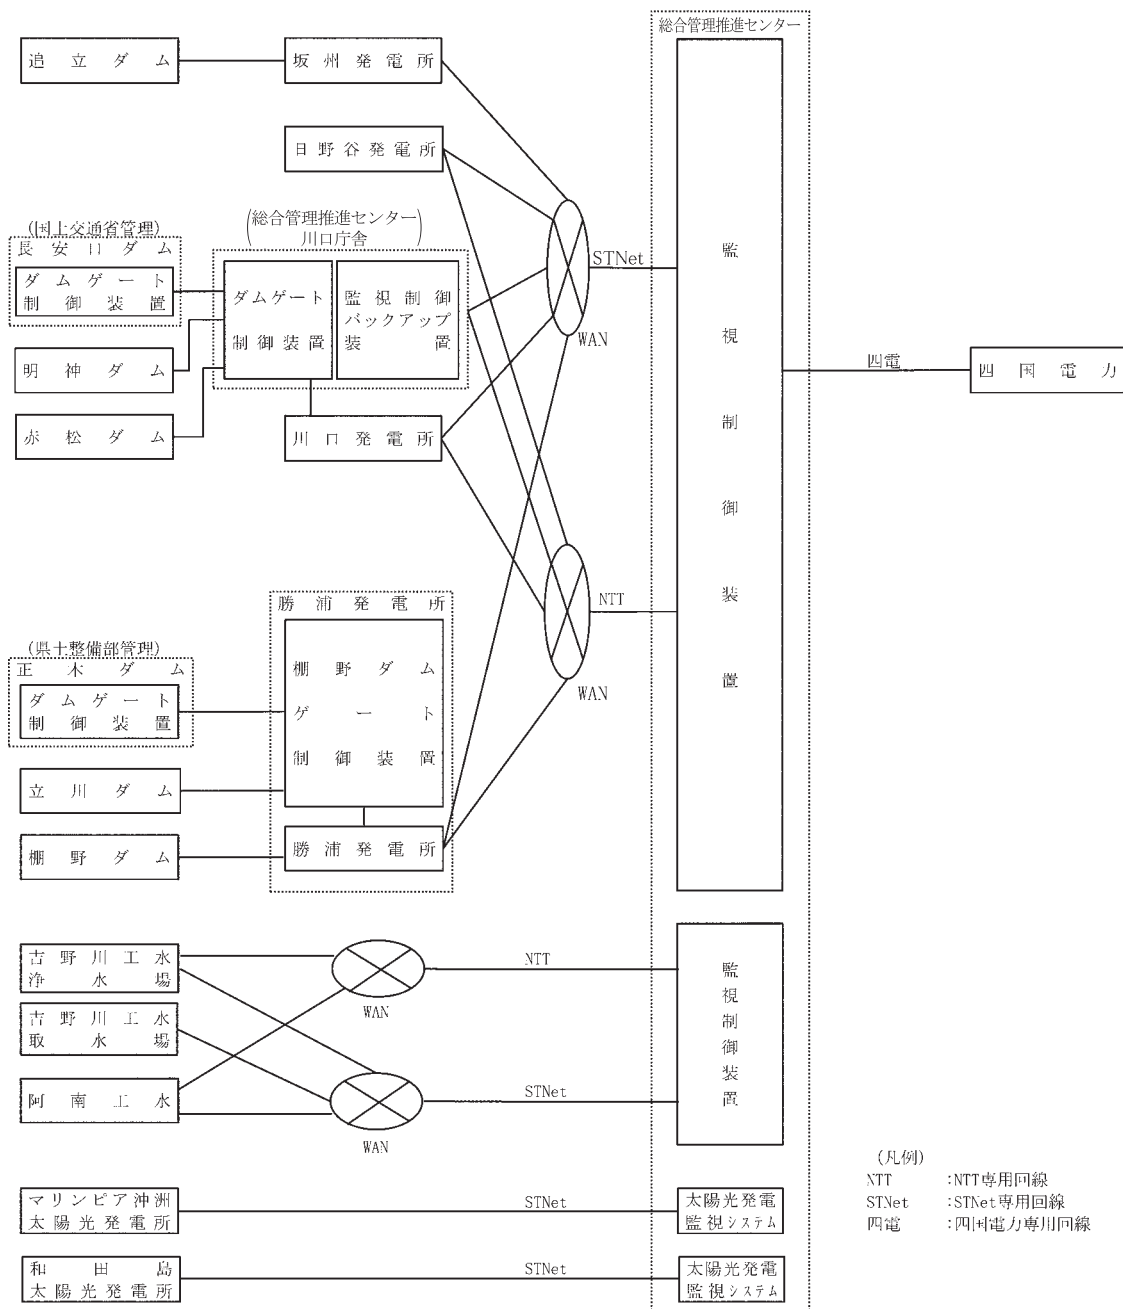 総合管理推進センター
追立ダム
坂州発電所
日野谷発電所
(国土交通省管理)
長安口ダム
ダムゲート
制御装置
(総合管理推進センター
川口庁舎)
ダムゲート
制御装置
監視制御
バックアップ
装置
明神ダム
赤松ダム
川口発電所
WAN
STNet
監視制御装置
四電
四国電力
WAN
NTT
勝浦発電所
(県土整備部管理)
正木ダム
ダムゲート
制御装置
棚野ダム
ゲート
制御装置
立川ダム
棚野ダム
勝浦発電所
吉野川工水
浄水場
吉野川工水
取水場
阿南工水
WAN
NTT
WAN
STNet
監視制御装置
マリンピア沖洲
太陽光発電所
STNet
太陽光発電
監視システム
和田島
太陽光発電所
STNet
太陽光発電
監視システム
(凡例)
NTT :NTT専用回線
STNet :STNet専用回線
四電 :四国電力専用回線